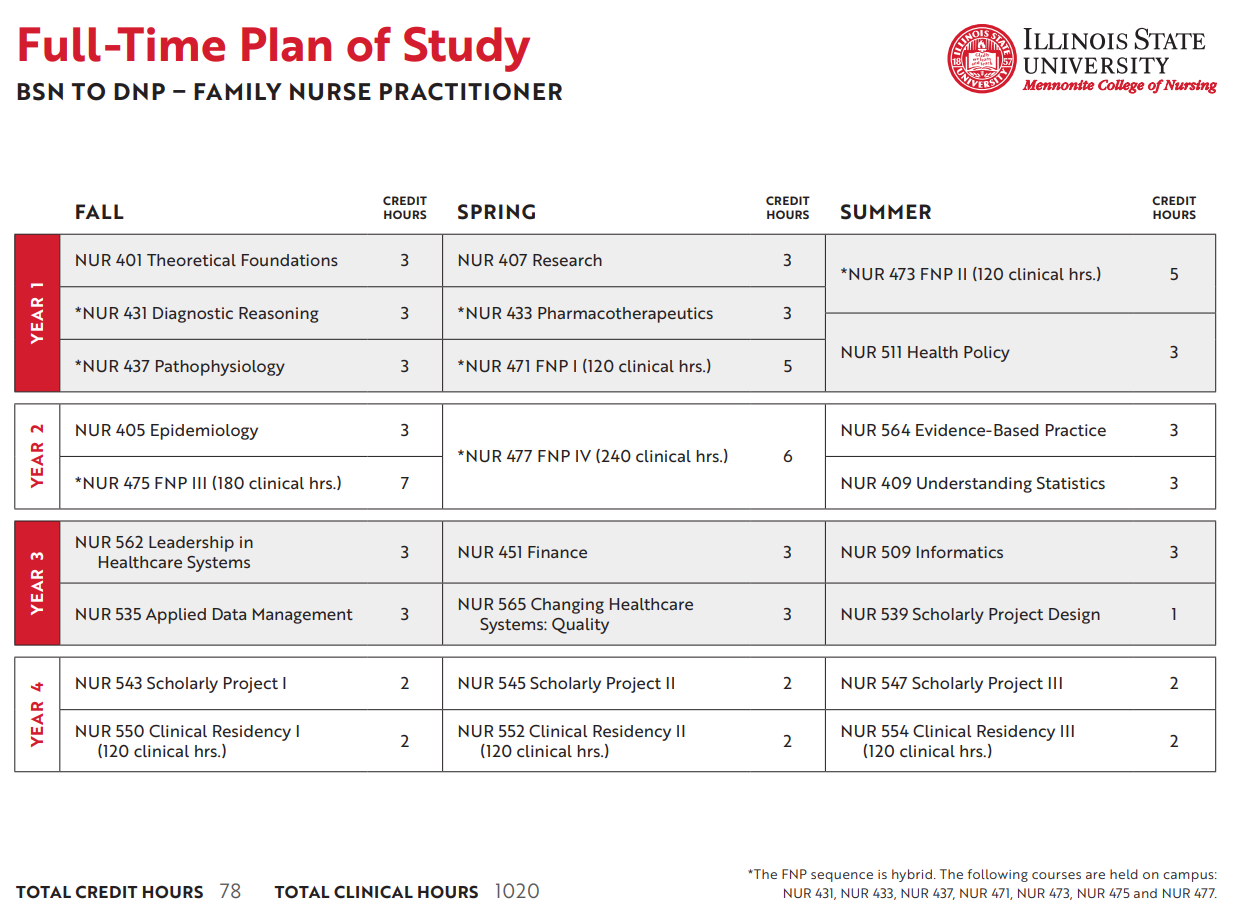 Full-Time Plan of Study
BSN TO DNP – FAMILY NURSE PRACTITIONER
ILLINOIS STATE
UNIVERSITY
Mennonite College of Nursing
18 57
FALL CREDIT HOURS SPRING CREDIT HOURS SUMMER CREDIT HOURS
YEAR 1
NUR 401 Theoretical Foundations 3
*NUR 431 Diagnostic Reasoning 3
*NUR 437 Pathophysiology 3
NUR 407 Research 3
*NUR 433 Pharmacotherapeutics 3
*NUR 471 FNP I (120 clinical hrs.) 5
*NUR 473 FNP II (120 clinical hrs.) 5
NUR 511 Health Policy 3
YEAR 2
NUR 405 Epidemiology 3
*NUR 475 FNP III (180 clinical hrs.) 7
*NUR 477 FNP IV (240 clinical hrs.) 6
NUR 564 Evidence-Based Practice 3
NUR 409 Understanding Statistics 3
YEAR 3
NUR 562 Leadership in
Healthcare Systems 3
NUR 535 Applied Data Management 3
NUR 451 Finance 3
NUR 565 Changing Healthcare
Systems: Quality 3
NUR 509 Informatics 3
NUR 539 Scholarly Project Design 1
YEAR 4
NUR 543 Scholarly Project I 2
NUR 550 Clinical Residency I
(120 clinical hrs.) 2
NUR 545 Scholarly Project II 2
NUR 552 Clinical Residency II
(120 clinical hrs.) 2
NUR 547 Scholarly Project III 2
NUR 554 Clinical Residency III
(120 clinical hrs.) 2
TOTAL CREDIT HOURS 78 TOTAL CLINICAL HOURS 1020
*The FNP sequence is hybrid. The following courses are held on campus:
NUR 431, NUR 433, NUR 437, NUR 471, NUR 473, NUR 475 and NUR 477.